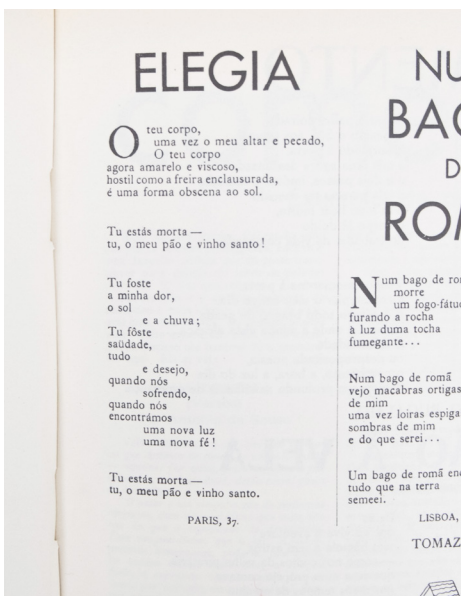 ELEGIA
O teu corpo,
uma vez o meu altar e pecado,
O teu corpo
agora amarelo e viscoso,
hostil como a freira enclausurada,
é uma forma obscena ao sol.
Tu estás morta —
tu, o meu pão e vinho santo!
Tu foste
a minha dor,
o sol
e a chuva;
Tu fôste
saüdade,
tudo
e desejo,
quando nós
sofrendo,
quando nós
encontrámos
uma nova luz
uma nova fé!
Tu estás morta —
tu, o meu pão e vinho santo.
PARIS, 37.
NU
BAG
D
ROM
Num bago de ro
morre
um fogo-fátu
furando a rocha
à luz duma tocha
fumegante...
Num bago de romã
vejo macabras ortigas
de mim
uma vez loiras espiga
sombras de mim
e do que serei...
Um bago de romã en
tudo que na terra
semeei.
LISBOA,
TOMAZ